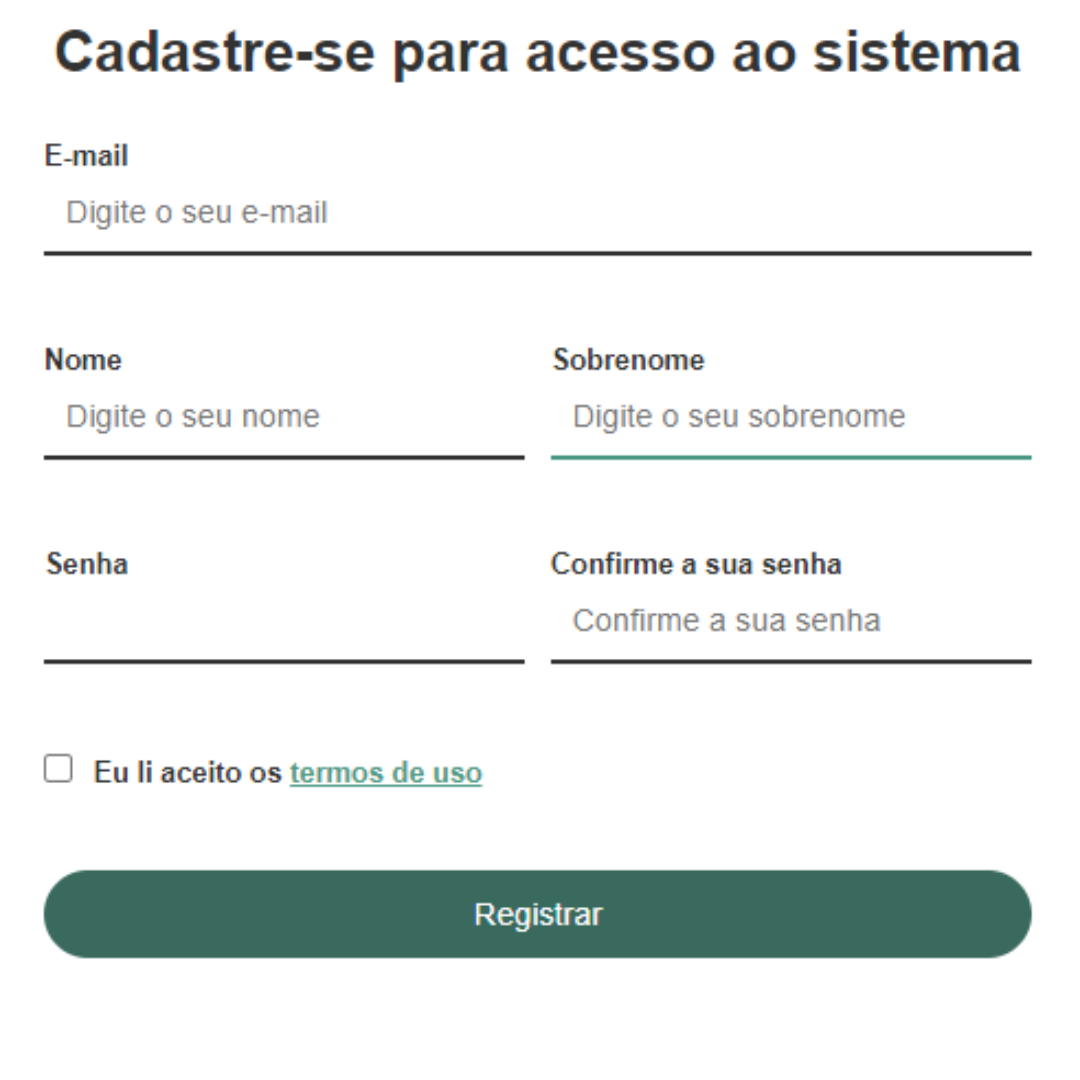 Cadastre-se para acesso ao sistema
E-mail
Digite o seu e-mail
Nome
Sobrenome
Digite o seu nome
Digite o seu sobrenome
Senha
Confirme a sua senha
Confirme a sua senha
Eu li aceito os termos de uso
Registrar